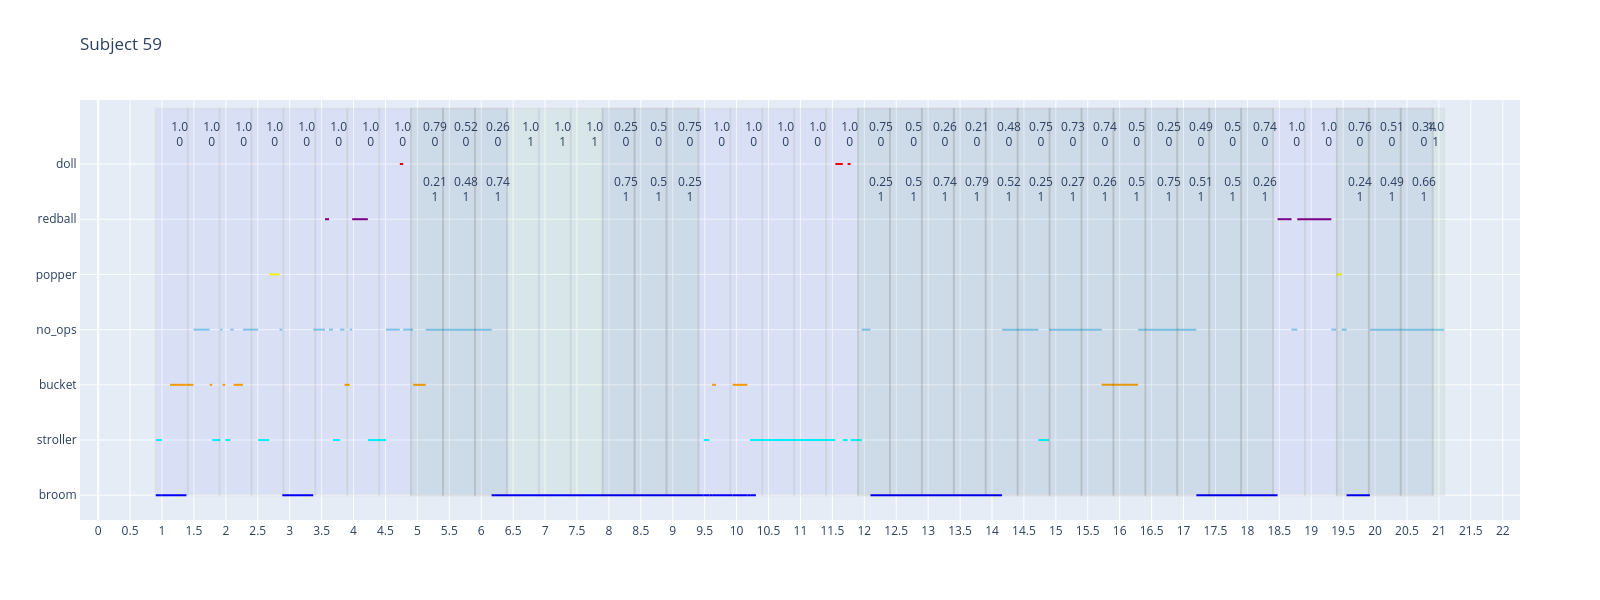 Subject 59
1.0 1.0 1.0 1.0 1.0 1.0 1.0 1.0 0.79 0.52 0.26 1.0 1.0 1.0 0.25 0.5 0.75 1.0 1.0 1.0 1.0 1.0 0.75 0.5 0.26 0.21 0.48 0.75 0.73 0.74 0.5 0.25 0.49 0.5 0.74 1.0 1.0 0.76 0.51 0.34 1.0
0 0 0 0 0 0 0 0 0 0 0 1 1 1 0 0 0 0 0 0 0 0 0 0 0 0 0 0 0 0 0 0 0 0 0 0 0 0 0 0 1
doll
0.21 0.48 0.74 0.75 0.5 0.25 0.25 0.5 0.74 0.79 0.52 0.25 0.27 0.26 0.5 0.75 0.51 0.5 0.26 0.24 0.49 0.66
1 1 1 1 1 1 1 1 1 1 1 1 1 1 1 1 1 1 1 1 1 1
redball
popper
no_ops
bucket
stroller
broom
0 0.5 1 1.5 2 2.5 3 3.5 4 4.5 5 5.5 6 6.5 7 7.5 8 8.5 9 9.5 10 10.5 11 11.5 12 12.5 13 13.5 14 14.5 15 15.5 16 16.5 17 17.5 18 18.5 19 19.5 20 20.5 21 21.5 22